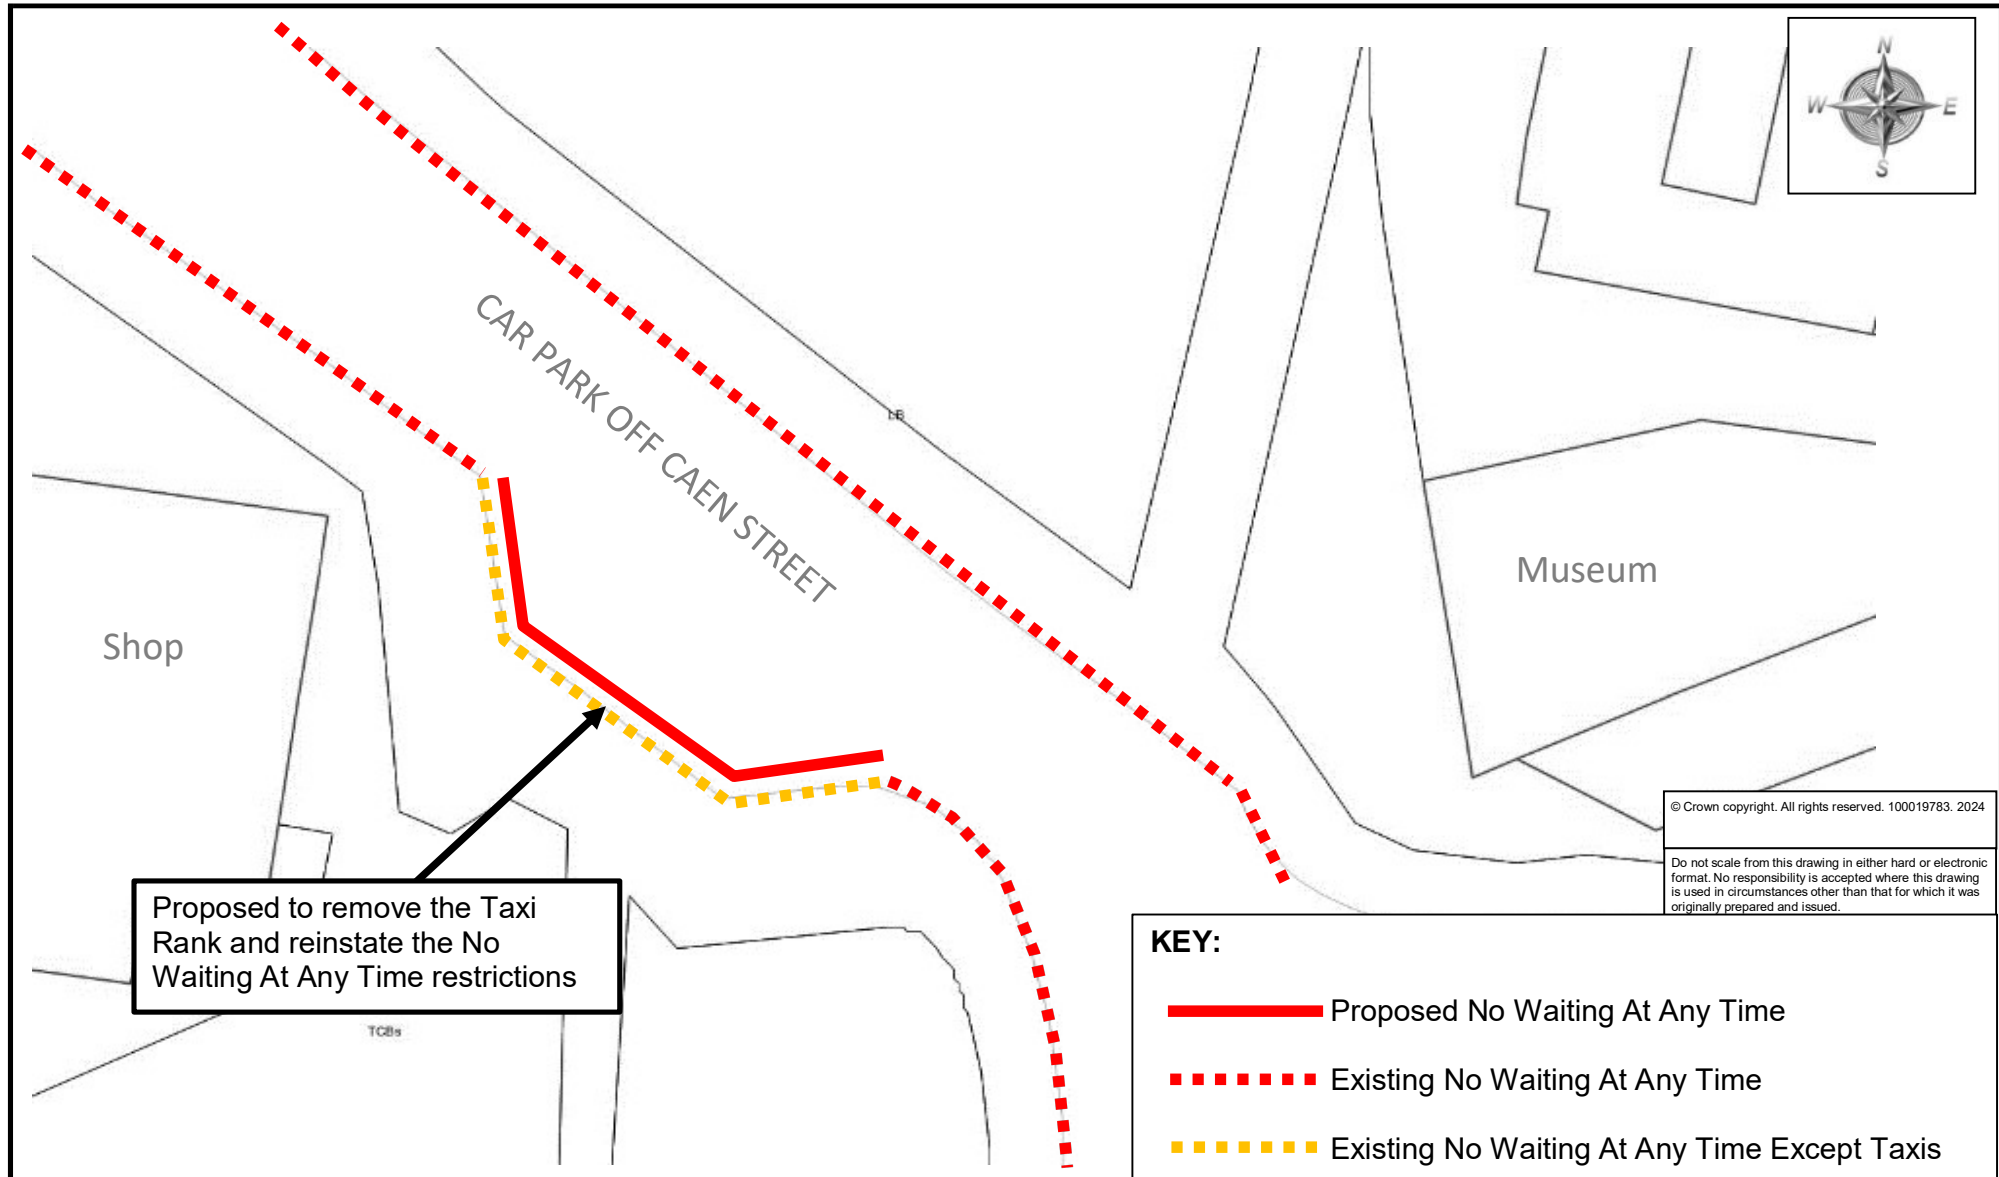 N
W E
S
CAR PARK OFF CAEN STREET
LB
Museum
Shop
© Crown copyright. All rights reserved. 100019783. 2024
Do not scale from this drawing in either hard or electronic
format. No responsibility is accepted where this drawing
is used in circumstances other than that for which it was
originally prepared and issued.
Proposed to remove the Taxi
Rank and reinstate the No
Waiting At Any Time restrictions
TCBs
KEY:
Proposed No Waiting At Any Time
Existing No Waiting At Any Time
Existing No Waiting At Any Time Except Taxis